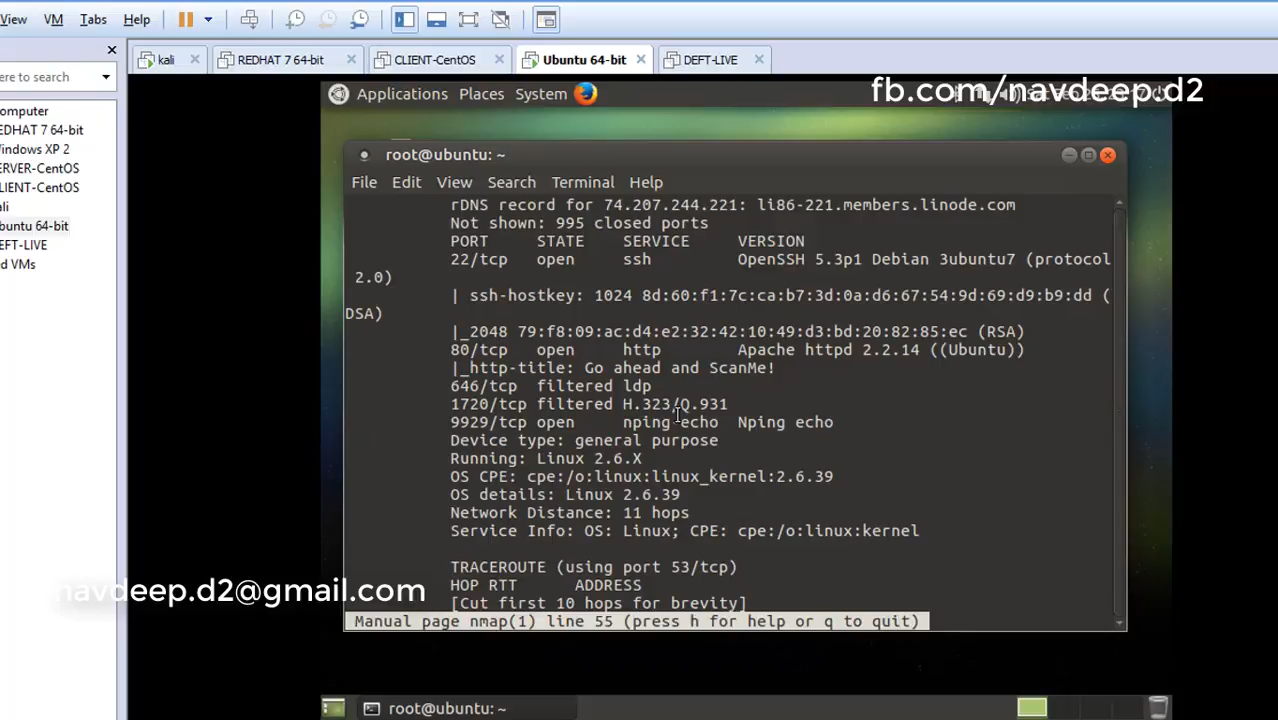 View VM Tabs Help
ere to search
kali REDHAT 7 64-bit CLIENT-CentOS Ubuntu 64-bit DEFT-LIVE
omputer
EDHAT 7 64-bit
indows XP 2
ERVER-CentOS
LIENT-CentOS
ali
buntu 64-bit
EFT-LIVE
ed VMs
Applications Places System
fb.com/navdeep.d2
root@ubuntu: ~
File Edit View Search Terminal Help
rDNS record for 74.207.244.221: li86-221.members.linode.com
Not shown: 995 closed ports
PORT STATE SERVICE VERSION
22/tcp open ssh OpenSSH 5.3p1 Debian 3ubuntu7 (protocol
2.0)
| ssh-hostkey: 1024 8d:60:f1:7c:ca:b7:3d:0a:d6:67:54:9d:69:d9:b9:dd (
DSA)
|_2048 79:f8:09:ac:d4:e2:32:42:10:49:d3:bd:20:82:85:ec (RSA)
80/tcp open http Apache httpd 2.2.14 ((Ubuntu))
|_http-title: Go ahead and ScanMe!
646/tcp filtered ldp
1720/tcp filtered H.323/Q.931
9929/tcp open nping echo Nping echo
Device type: general purpose
Running: Linux 2.6.X
OS CPE: cpe:/o:linux:linux_kernel:2.6.39
OS details: Linux 2.6.39
Network Distance: 11 hops
Service Info: OS: Linux; CPE: cpe:/o:linux:kernel
TRACEROUTE (using port 53/tcp)
HOP RTT ADDRESS
[Cut first 10 hops for brevity]
Manual page nmap(1) line 55 (press h for help or q to quit)
navdeep.d2@gmail.com
root@ubuntu: ~